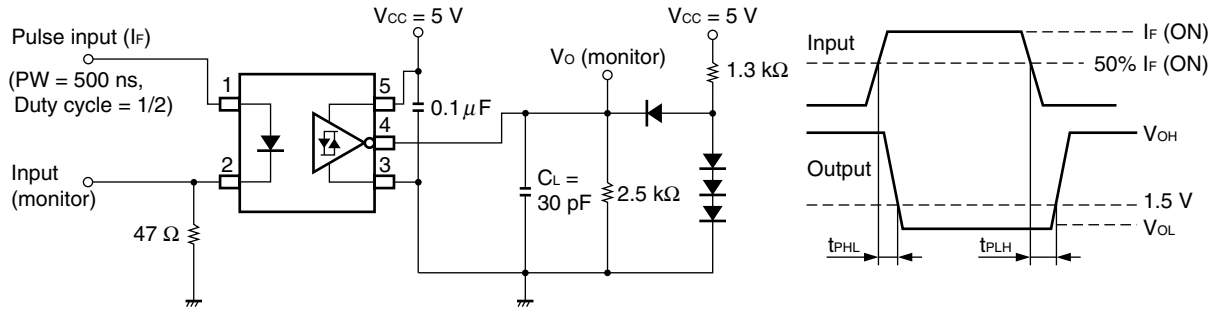 VCC = 5 V
VCC = 5 V
Pulse input (IF)
(PW = 500 ns,
Duty cycle = 1/2)
VO (monitor)
1.3 kΩ
1
5
0.1 μF
4
2
3
Input
(monitor)
47 Ω
CL =
30 pF
2.5 kΩ
Input
IF (ON)
50% IF (ON)
VOH
Output
1.5 V
VOL
tPHL
tPLH